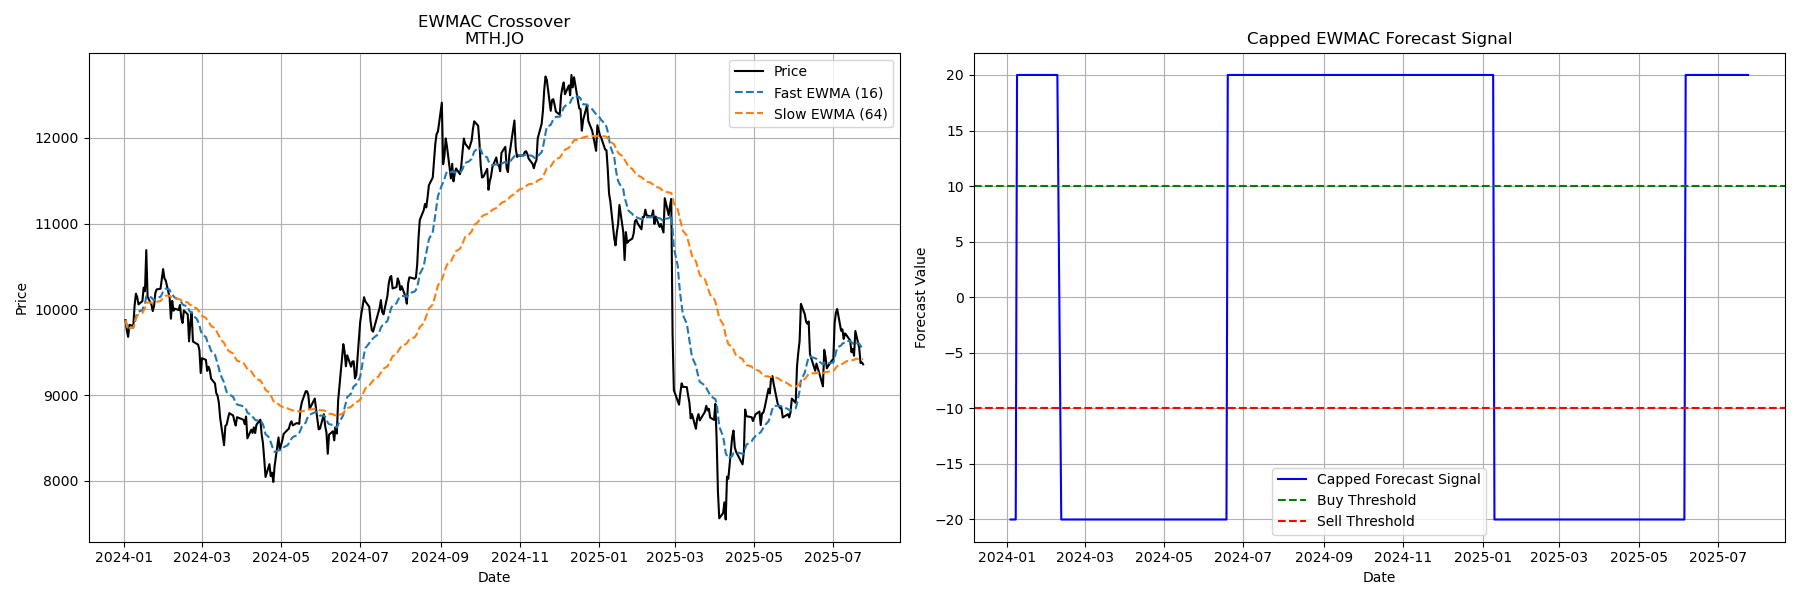 EWMAC Crossover
MTH.JO
Price
Fast EWMA (16)
Slow EWMA (64)
12000
11000
10000
9000
8000
Price
2024-01
2024-03
2024-05
2024-07
2024-09
2024-11
2025-01
2025-03
2025-05
2025-07
Date
Capped EWMAC Forecast Signal
20
15
10
5
0
−5
−10
−15
−20
Forecast Value
Capped Forecast Signal
Buy Threshold
Sell Threshold
2024-01
2024-03
2024-05
2024-07
2024-09
2024-11
2025-01
2025-03
2025-05
2025-07
Date